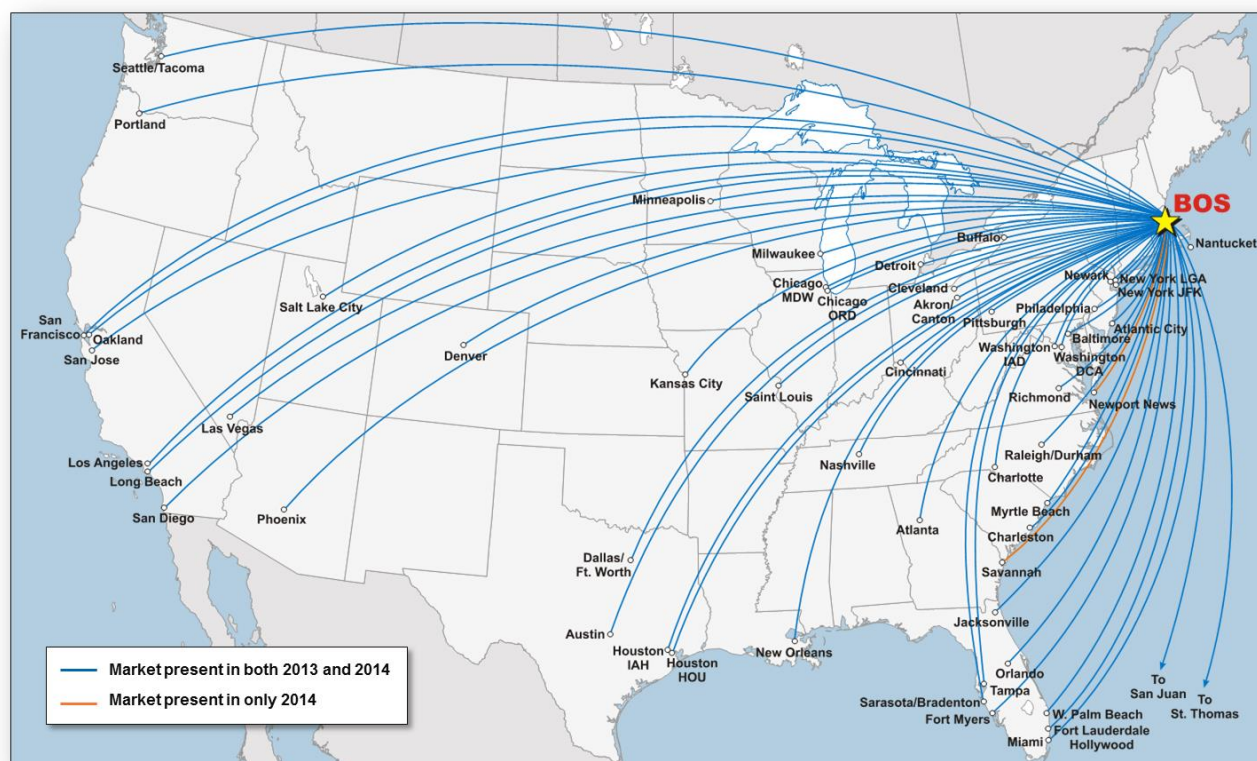 Seattle/Tacoma
Portland
BOS
Minneapolis
Nantucket
Buffalo
Milwaukee
Detroit
Newark
New York LGA
New York JFK
Cleveland
Chicago
MDW
Chicago
ORD
Akron/
Canton
Salt Lake City
Philadelphia
Pittsburgh
Atlantic City
San
Francisco
Oakland
San Jose
Baltimore
Washington
IAD
Washington
DCA
Denver
Cincinnati
Kansas City
Saint Louis
Richmond
Newport News
Las Vegas
Los Angeles
Long Beach
Nashville
Raleigh/Durham
Charlotte
San Diego
Phoenix
Myrtle Beach
Atlanta
Charleston
Dallas/
Ft. Worth
Savannah
Jacksonville
Austin
Houston
IAH
Houston
HOU
New Orleans
Orlando
Tampa
Sarasota/Bradenton
Fort Myers
W. Palm Beach
Fort Lauderdale
Hollywood
Miami
To
San Juan
To
St. Thomas
Market present in both 2013 and 2014
Market present in only 2014